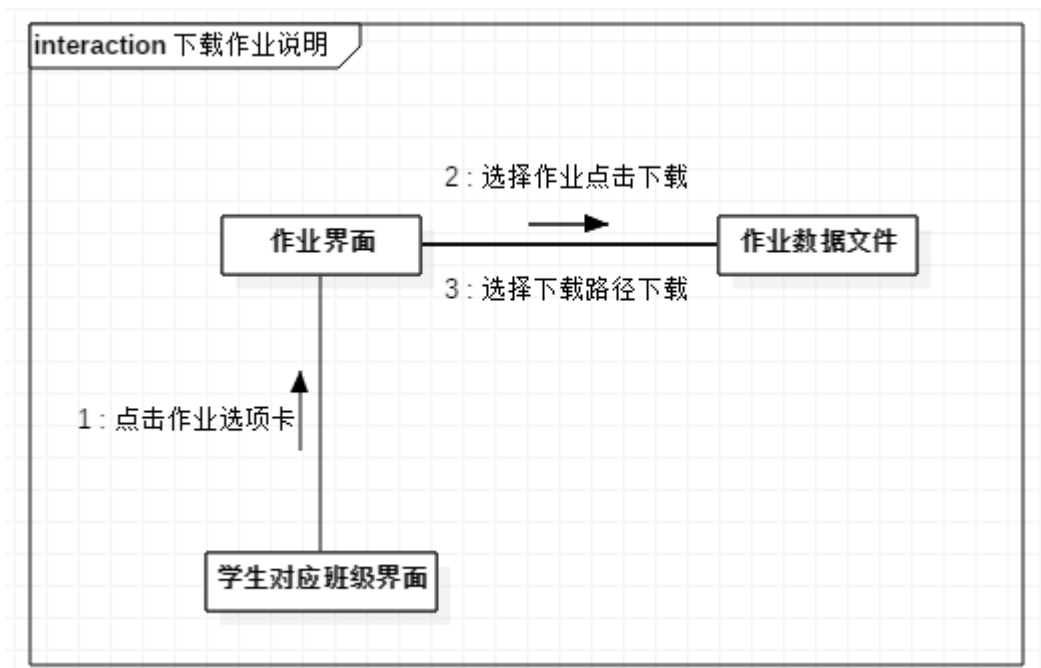 interaction 下载作业说明
2 : 选择作业点击下载
作业界面
作业数据文件
3 : 选择下载路径下载
1 : 点击作业选项卡
学生对应班级界面